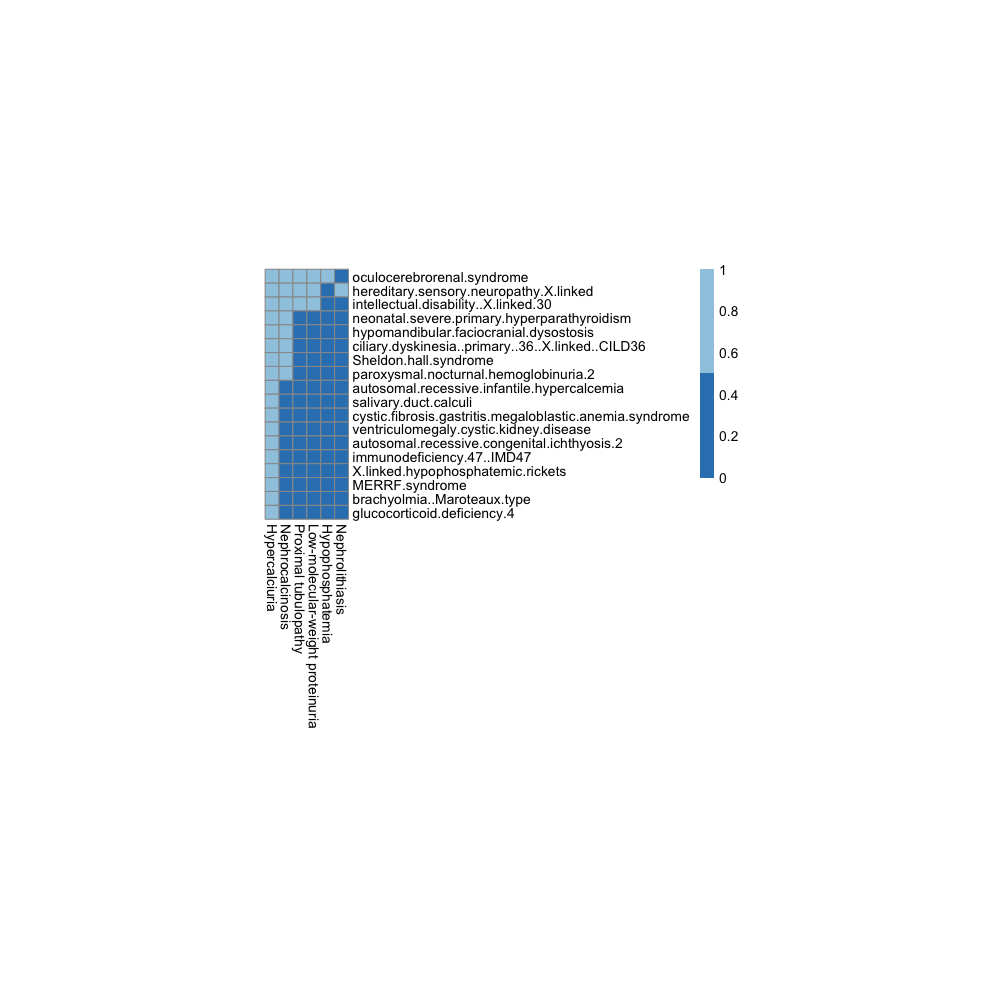 oculocerebrorenal.syndrome
hereditary.sensory.neuropathy.X.linked
intellectual.disability..X.linked.30
neonatal.severe.primary.hyperparathyroidism
hypomandibular.faciocranial.dysostosis
ciliary.dyskinesia..primary..36..X.linked..CILD36
Sheldon.hall.syndrome
paroxysmal.nocturnal.hemoglobinuria.2
autosomal.recessive.infantile.hypercalcemia
salivary.duct.calculi
cystic.fibrosis.gastritis.megaloblastic.anemia.syndrome
ventriculomegaly.cystic.kidney.disease
autosomal.recessive.congenital.ichthyosis.2
immunodeficiency.47..IMD47
X.linked.hypophosphatemic.rickets
MERRF.syndrome
brachyolmia..Maroteaux.type
glucocorticoid.deficiency.4
Hypercalciuria
Nephrocalcinosis
Proximal tubulopathy
Low-molecular-weight proteinuria
Hypophosphatemia
Nephrolithiasis
1
0.8
0.6
0.4
0.2
0